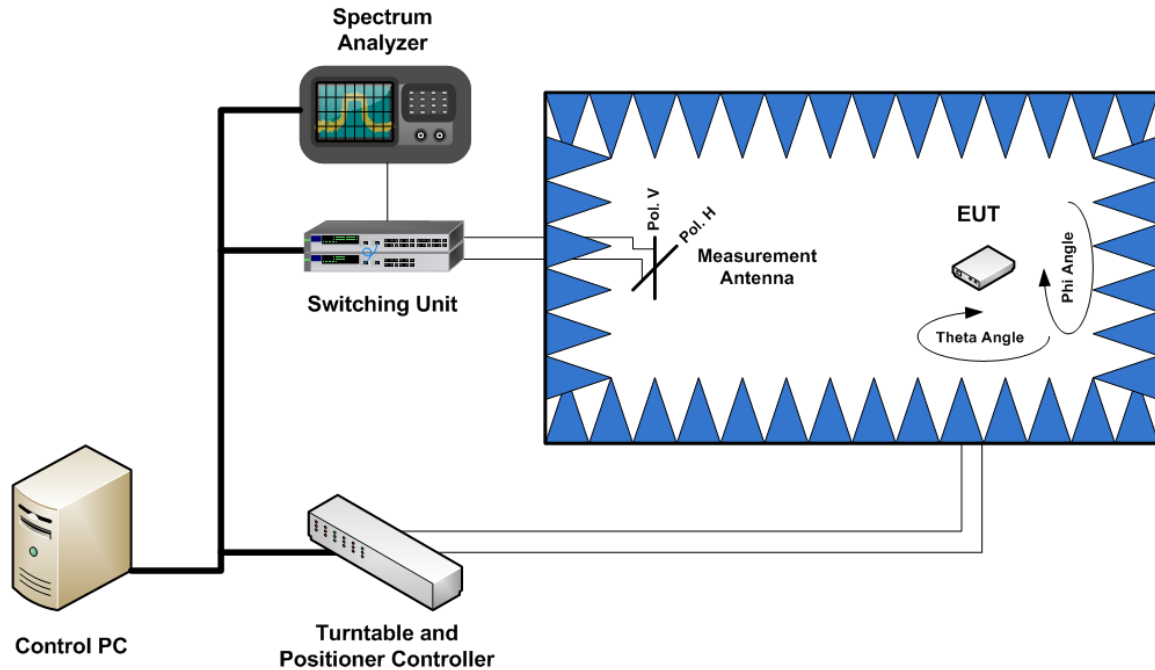 Spectrum
Analyzer
Switching Unit
Pol. V
Pol. H
Measurement
Antenna
EUT
Phi Angle
Theta Angle
Control PC
Turntable and
Positioner Controller